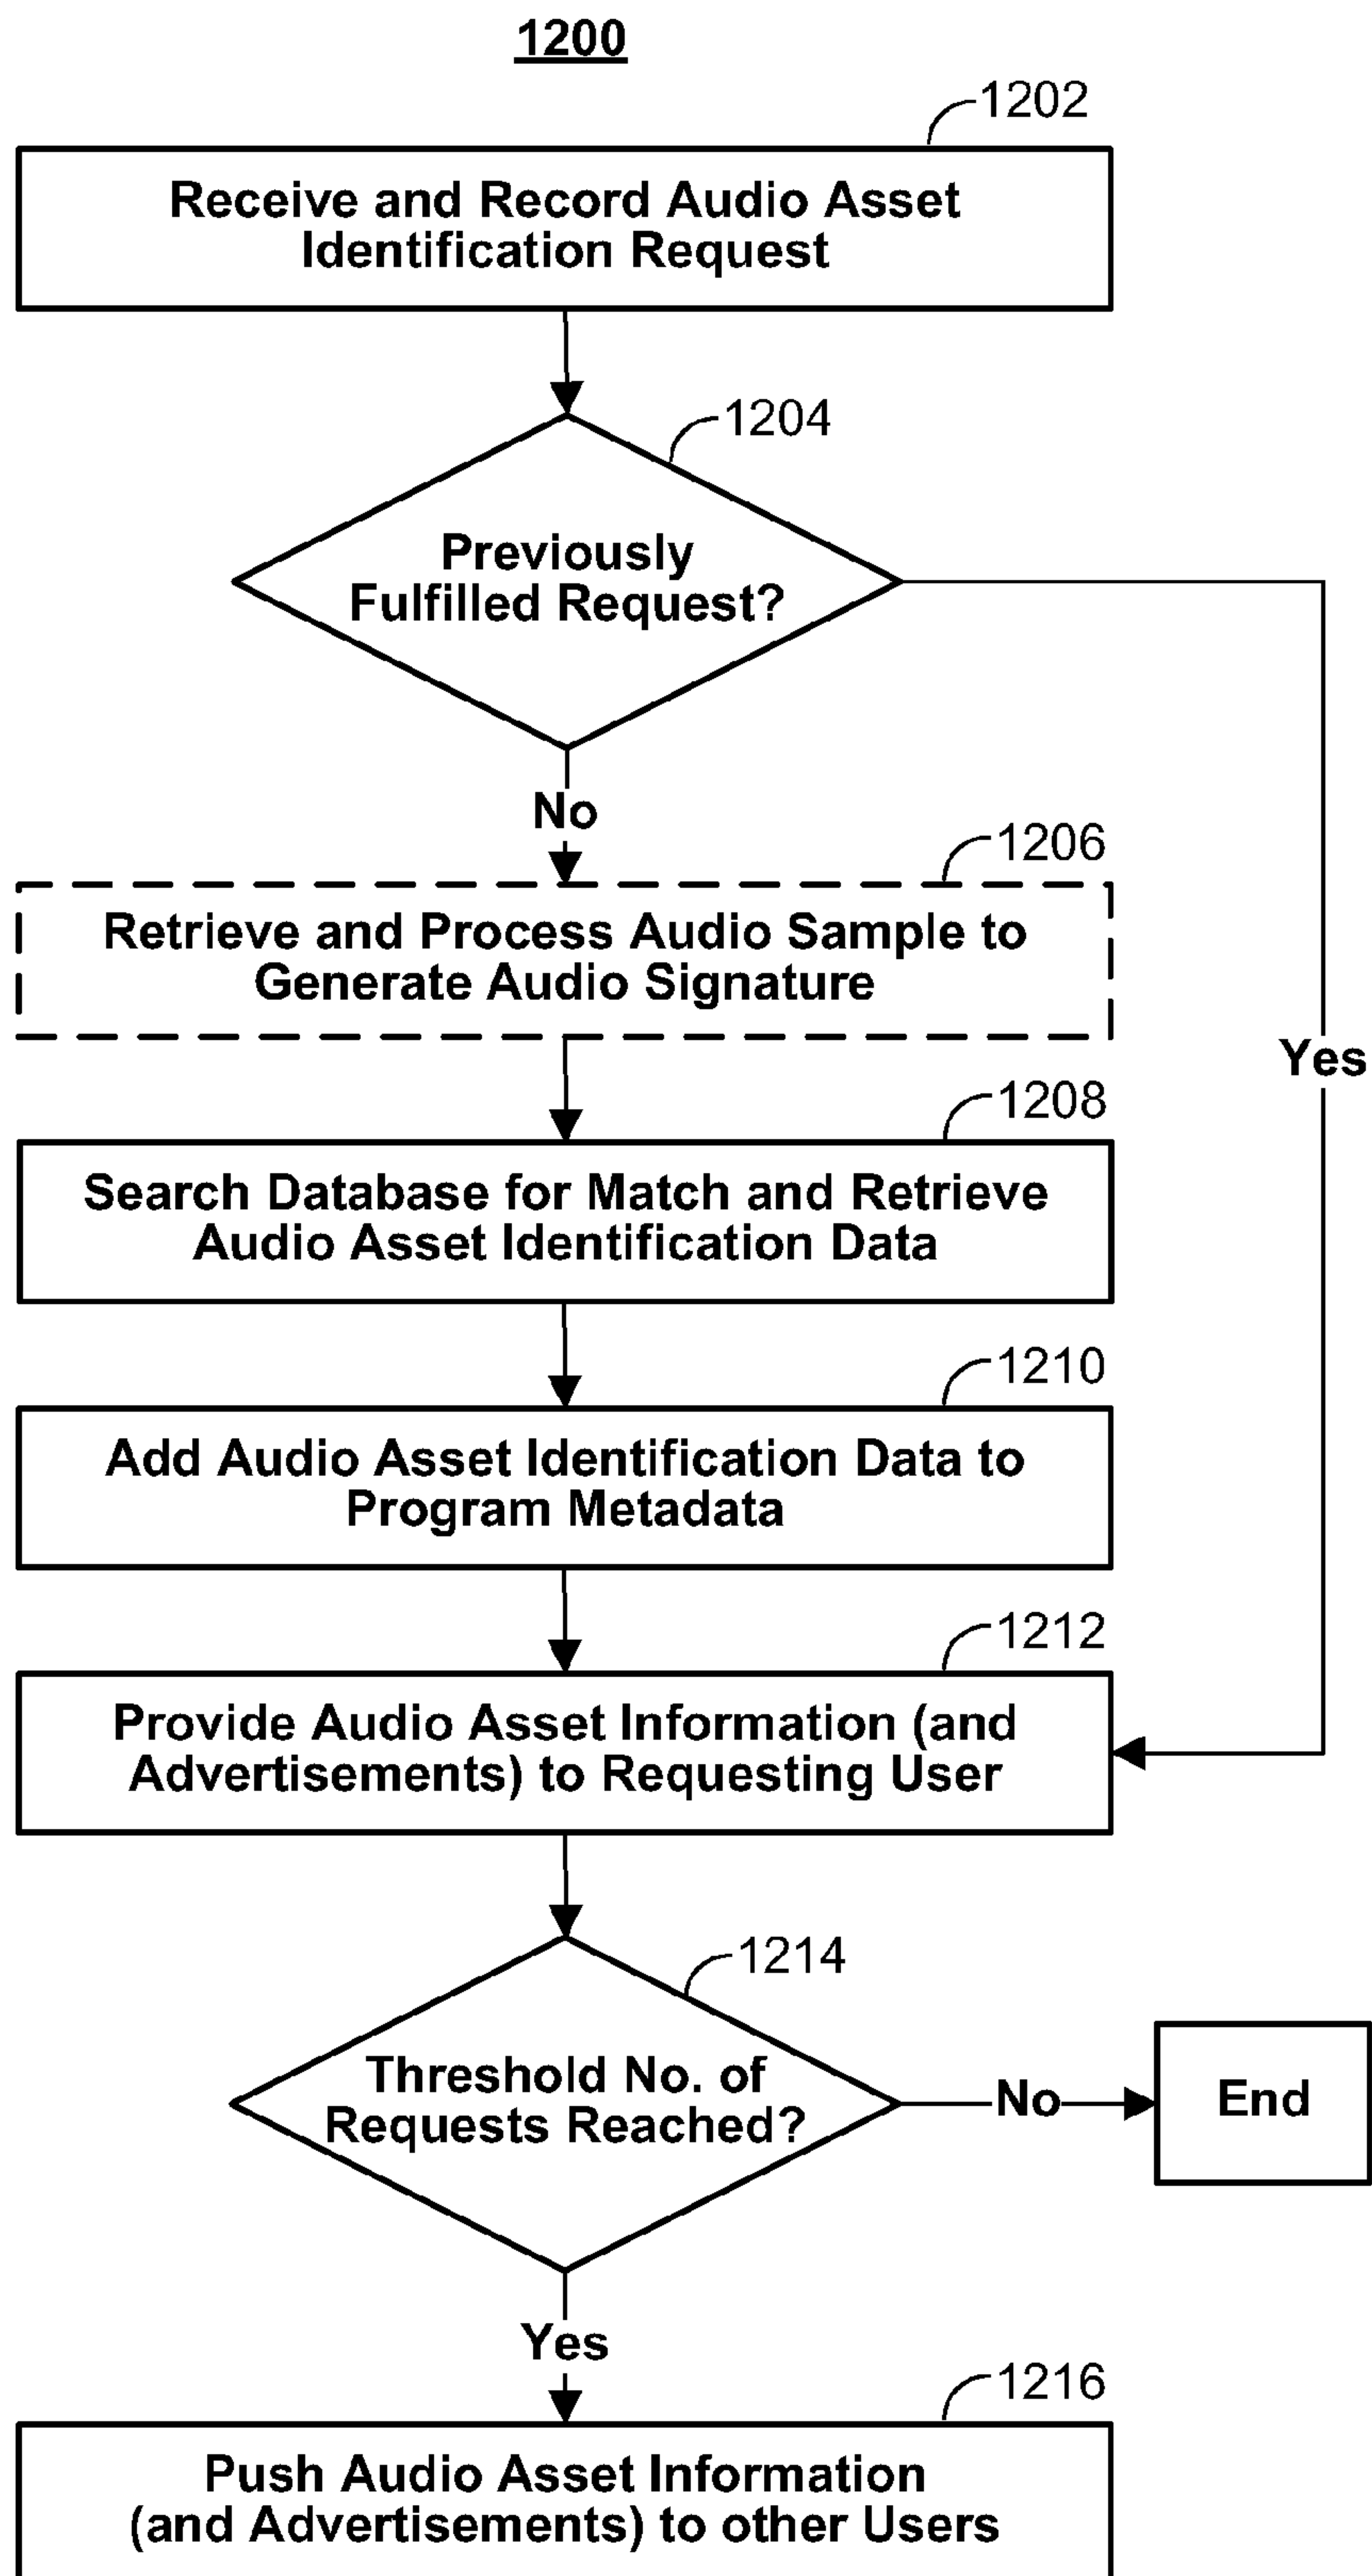 1200
1202
Receive and Record Audio Asset
Identification Request
1204
Previously
Fulfilled Request?
No
1206
Retrieve and Process Audio Sample to
Generate Audio Signature
Yes
1208
Search Database for Match and Retrieve
Audio Asset Identification Data
1210
Add Audio Asset Identification Data to
Program Metadata
1212
Provide Audio Asset Information (and
Advertisements) to Requesting User
1214
Threshold No. of
Requests Reached?
No
End
Yes
1216
Push Audio Asset Information
(and Advertisements) to other Users